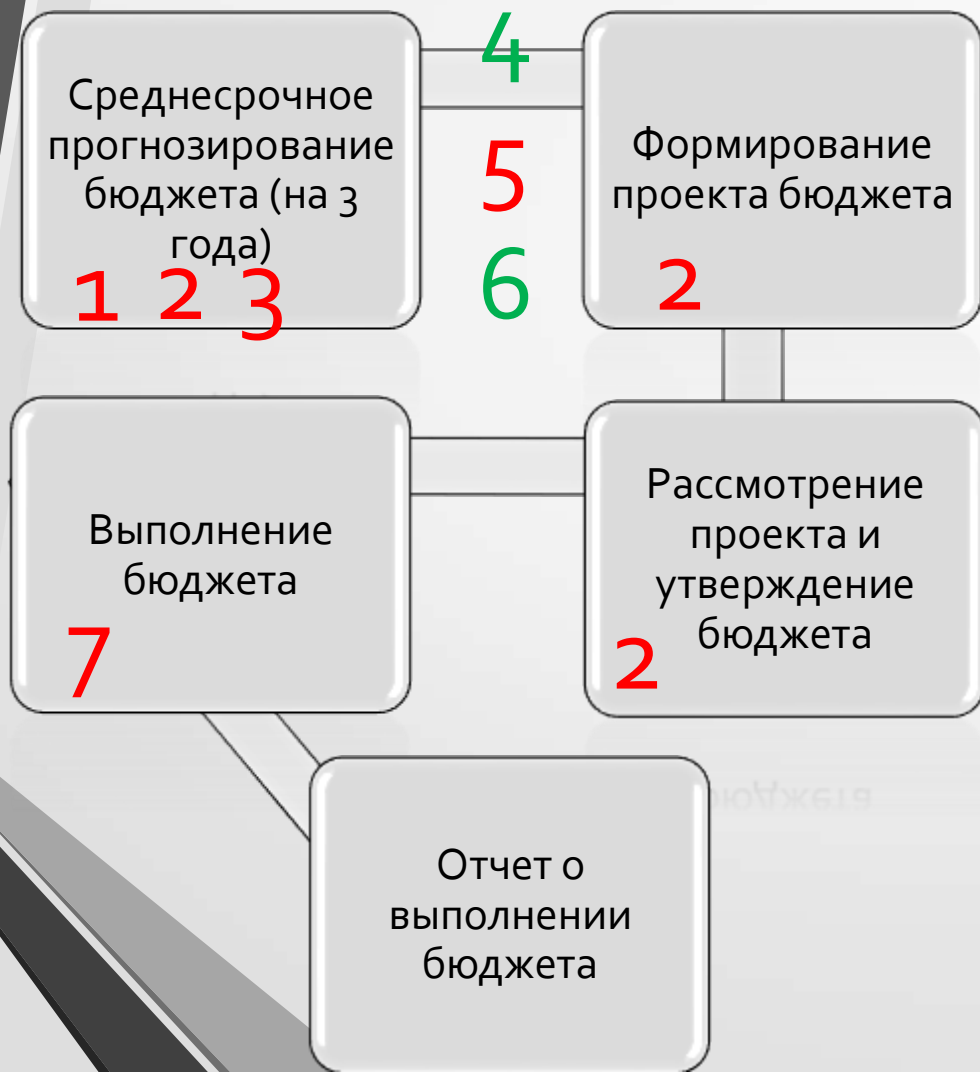 Среднесрочное
прогнозирование
бюджета (на 3
года)
1 2 3
4
5
6
Формирование
проекта бюджета
2
Рассмотрение
проекта и
утверждение
бюджета
2
Выполнение
бюджета
7
Отчет о
выполнении
бюджета